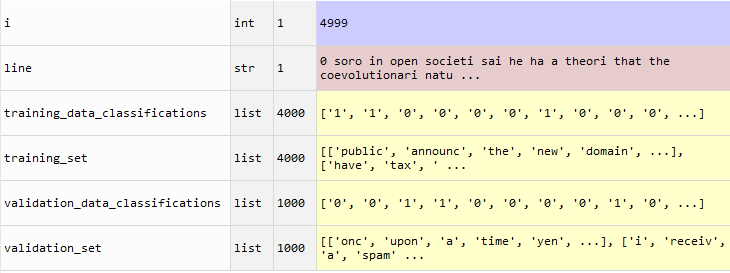 i int 1 4999
line str 1 0 soro in open societi sai he ha a theori that the
coevolutionari natu ...
training_data_classifications list 4000 ['1', '1', '0', '0', '0', '0', '1', '0', '0', '0', ...]
training_set list 4000 [['public', 'announc', 'the', 'new', 'domain', ...],
['have', 'tax', ' ...
validation_data_classifications list 1000 ['0', '0', '1', '1', '0', '0', '0', '0', '1', '0', ...]
validation_set list 1000 [['onc', 'upon', 'a', 'time', 'yen', ...], ['i', 'receiv',
'a', 'spam' ...